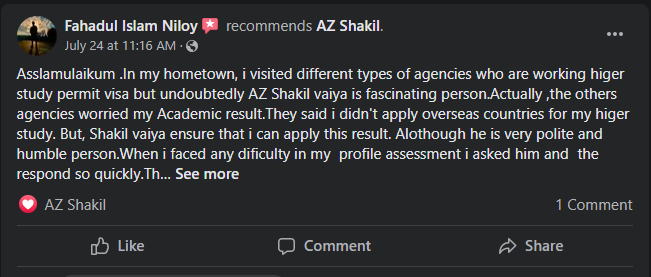 Fahadul Islam Niloy recommends AZ Shakil.
July 24 at 11:16 AM ·
Asslamulaikum .In my hometown, i visited different types of agencies who are working higer
study permit visa but undoubtedly AZ Shakil vaiya is fascinating person.Actually ,the others
agencies worried my Academic result.They said i didn't apply overseas countries for my higer
study. But, Shakil vaiya ensure that i can apply this result. Alothough he is very polite and
humble person.When i faced any dificulty in my profile assessment i asked him and the
respond so quickly.Th... See more
AZ Shakil
1 Comment
Like
Comment
Share